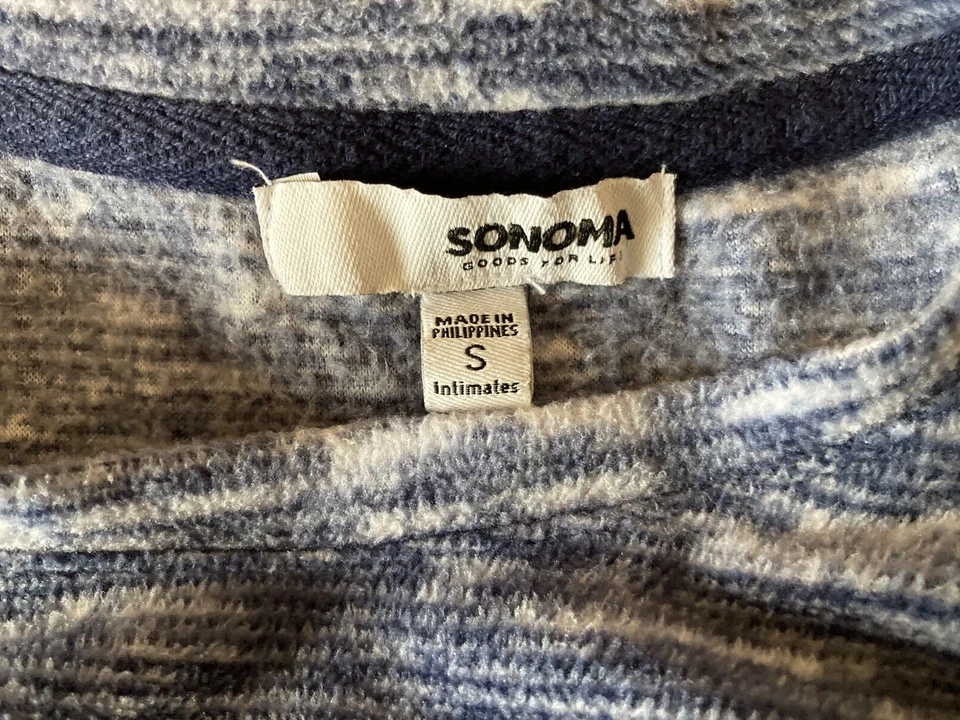 SONOMA
GOODS FOR LIFE
MADE IN
PHILIPPINES
S
Intimates